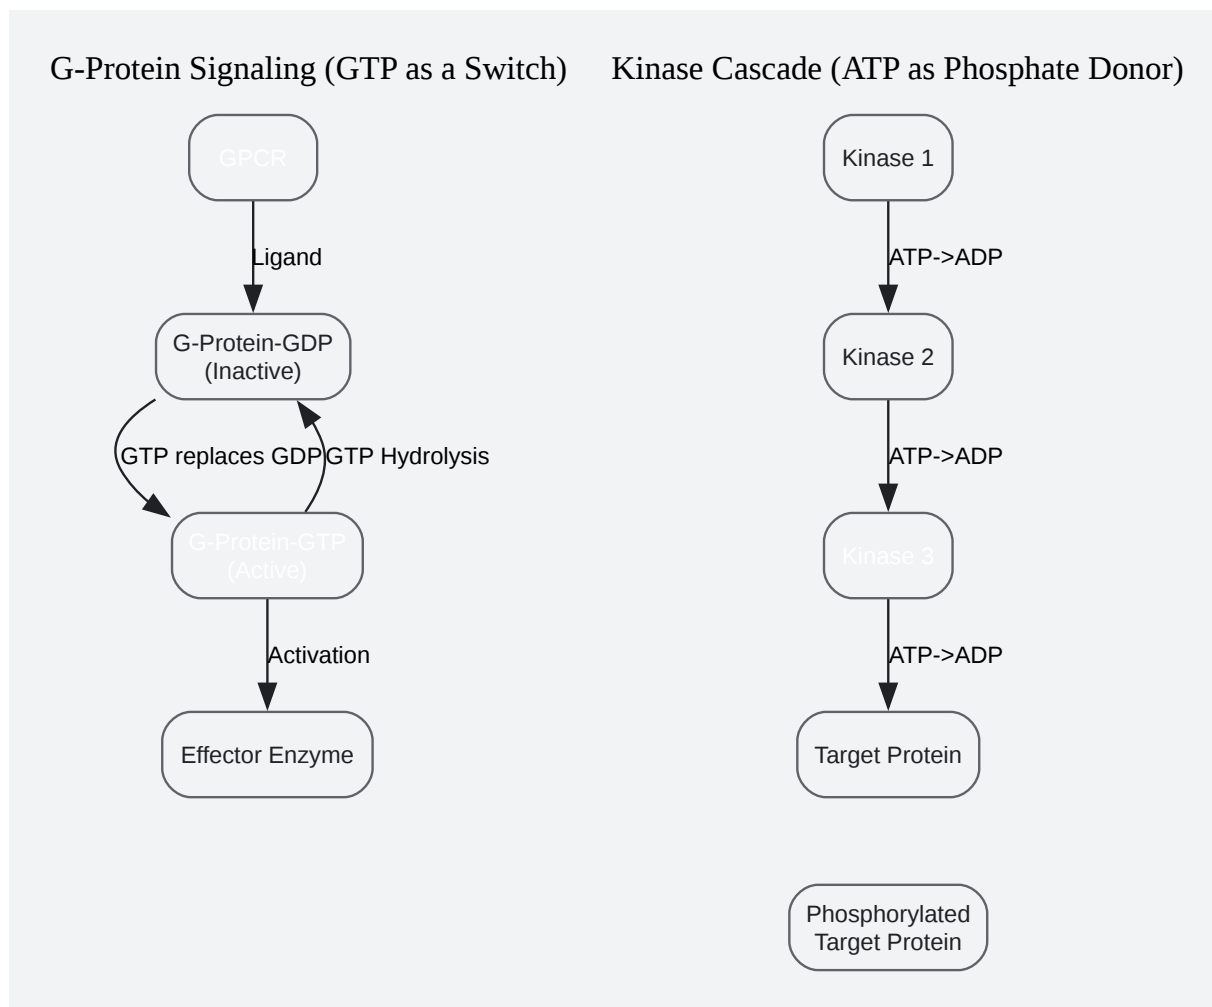 G-Protein Signaling (GTP as a Switch)
GPCR
Ligand
G-Protein-GDP
(Inactive)
GTP replaces GDP
GTP Hydrolysis
G-Protein-GTP
(Active)
Activation
Effector Enzyme
Kinase Cascade (ATP as Phosphate Donor)
Kinase 1
ATP->ADP
Kinase 2
ATP->ADP
Kinase 3
ATP->ADP
Target Protein
Phosphorylated
Target Protein